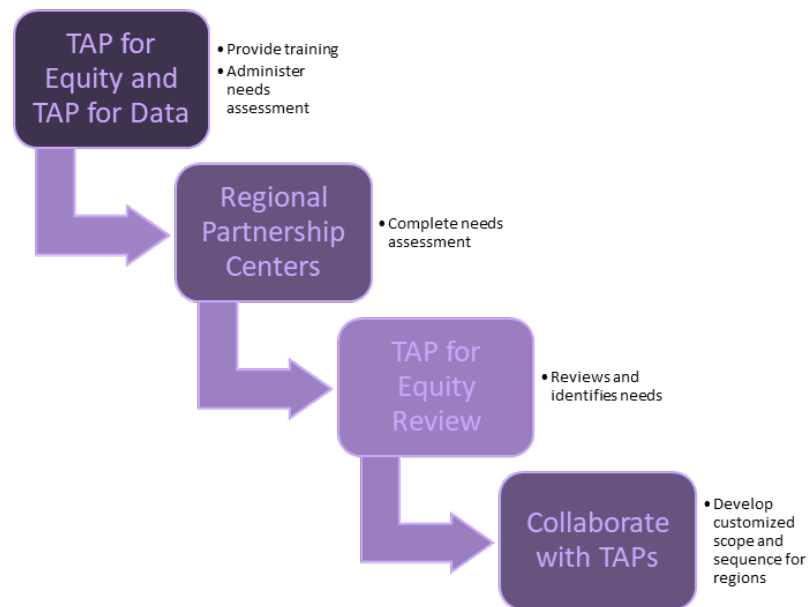 TAP for
Equity and
TAP for Data
• Provide training
• Administer
needs
assessment
Regional
Partnership
Centers
• Complete needs
assessment
TAP for
Equity
Review
• Reviews and
identifies needs
Collaborate
with TAPs
• Develop
customized
scope and
sequence for
regions